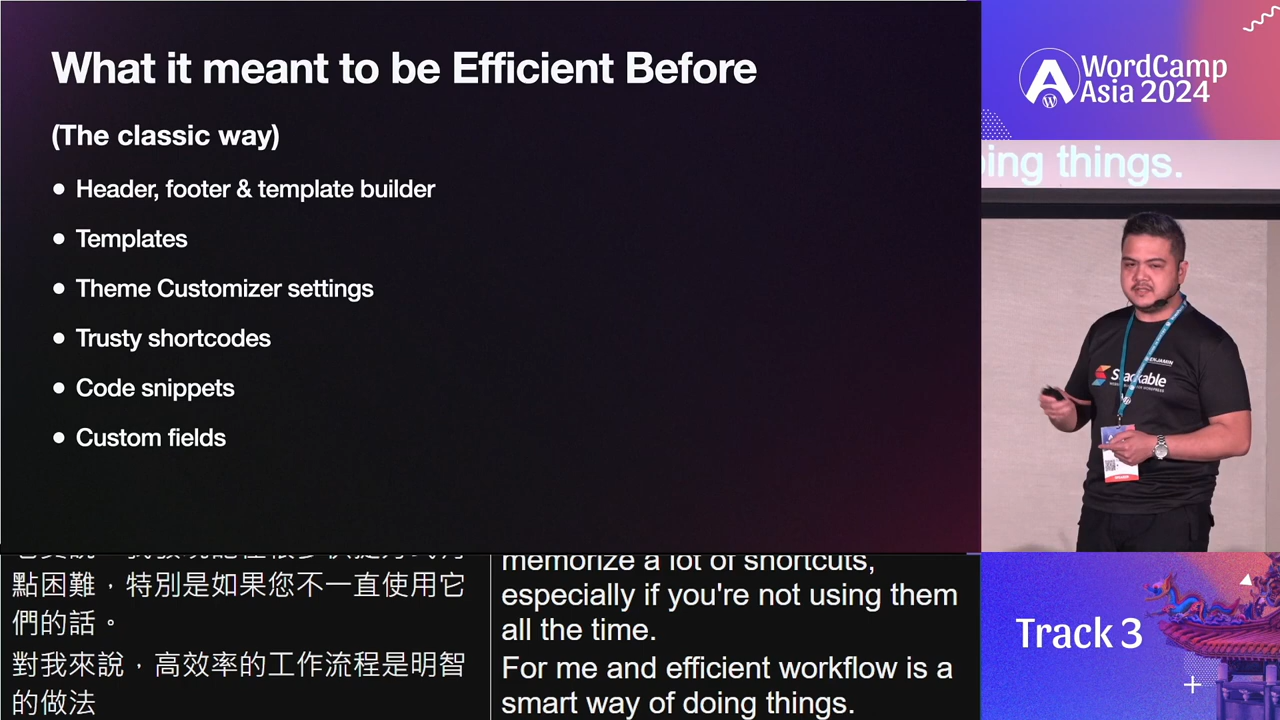 What it meant to be Efficient Before
(The classic way)
Header, footer & template builder
Templates
Theme Customizer settings
Trusty shortcodes
Code snippets
Custom fields
點困難，特別是如果您不一直使用它
們的話。
對我來說，高效率的工作流程是明智
的做法
memorize a lot of shortcuts,
especially if you're not using them
all the time.
For me and efficient workflow is a
smart way of doing things.
WordCamp
Asia 2024
things.
Stackable
Track 3